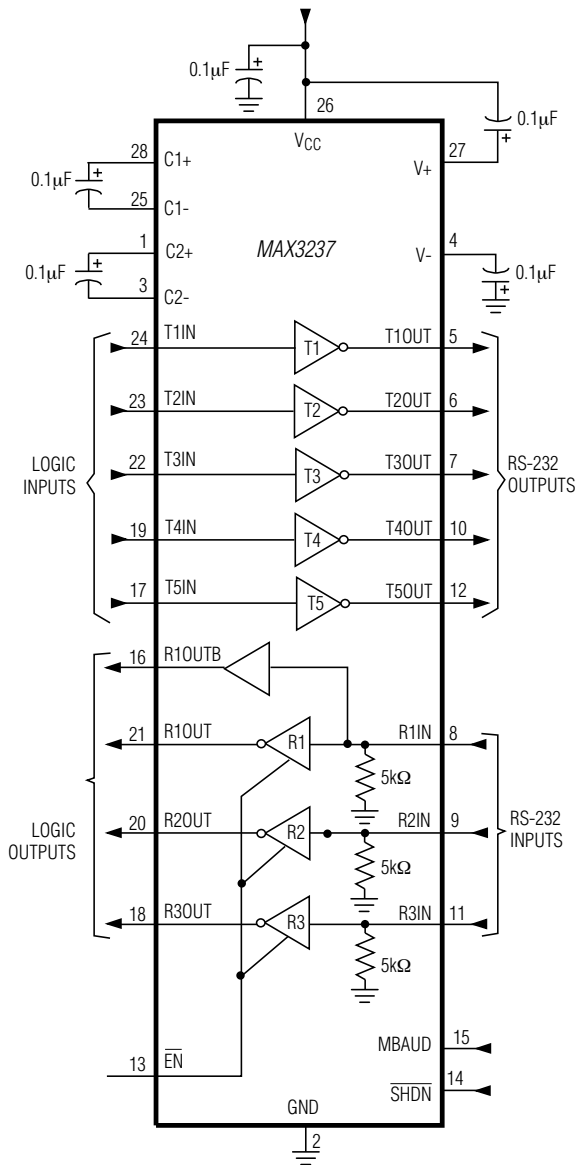 0.1μF +
26
VCC
0.1μF
+
28 C1+
0.1μF +
25 C1-
27
V+
1 C2+
0.1μF +
3 C2-
MAX3237
4
V-
0.1μF
+
24 T1IN T1 T1OUT 5
23 T2IN T2 T2OUT 6
22 T3IN T3 T3OUT 7
LOGIC
INPUTS
RS-232
OUTPUTS
19 T4IN T4 T4OUT 10
17 T5IN T5 T5OUT 12
16 R1OUTB
21 R1OUT R1 R1IN 8
5kΩ
20 R2OUT R2 R2IN 9
LOGIC
OUTPUTS
RS-232
INPUTS
5kΩ
18 R3OUT R3 R3IN 11
5kΩ
MBAUD 15
13 EN
14
SHDN
GND
2